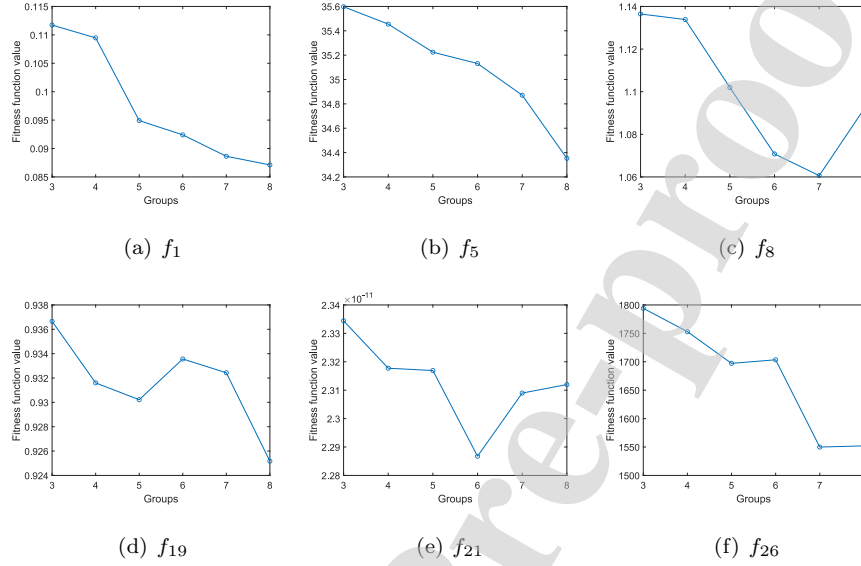 0.115
0.11
0.105
0.1
0.095
0.09
0.085
Fitness function value
3 4 5 6 7 8
Groups
(a) f1
35.6
35.4
35.2
35
34.8
34.6
34.4
34.2
Fitness function value
3 4 5 6 7 8
Groups
(b) f5
1.14
1.12
1.1
1.08
1.06
Fitness function value
3 4 5 6 7
Groups
(c) f8
0.938
0.936
0.934
0.932
0.93
0.928
0.926
0.924
Fitness function value
3 4 5 6 7 8
Groups
(d) f19
×10-11
2.34
2.33
2.32
2.31
2.3
2.29
2.28
Fitness function value
3 4 5 6 7 8
Groups
(e) f21
1800
1750
1700
1650
1600
1550
1500
Fitness function value
3 4 5 6 7
Groups
(f) f26
Pre-proo